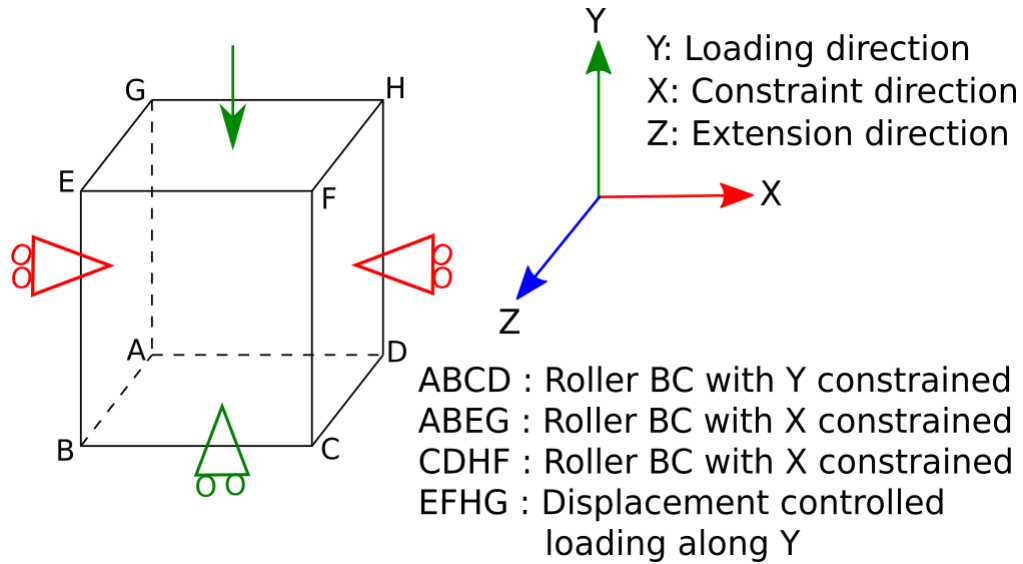 Y
Y: Loading direction
G
H
X: Constraint direction
Z: Extension direction
E
F
X
Z
A
D
ABCD : Roller BC with Y constrained
B
C
ABEG : Roller BC with X constrained
CDHF : Roller BC with X constrained
EFHG : Displacement controlled
loading along Y